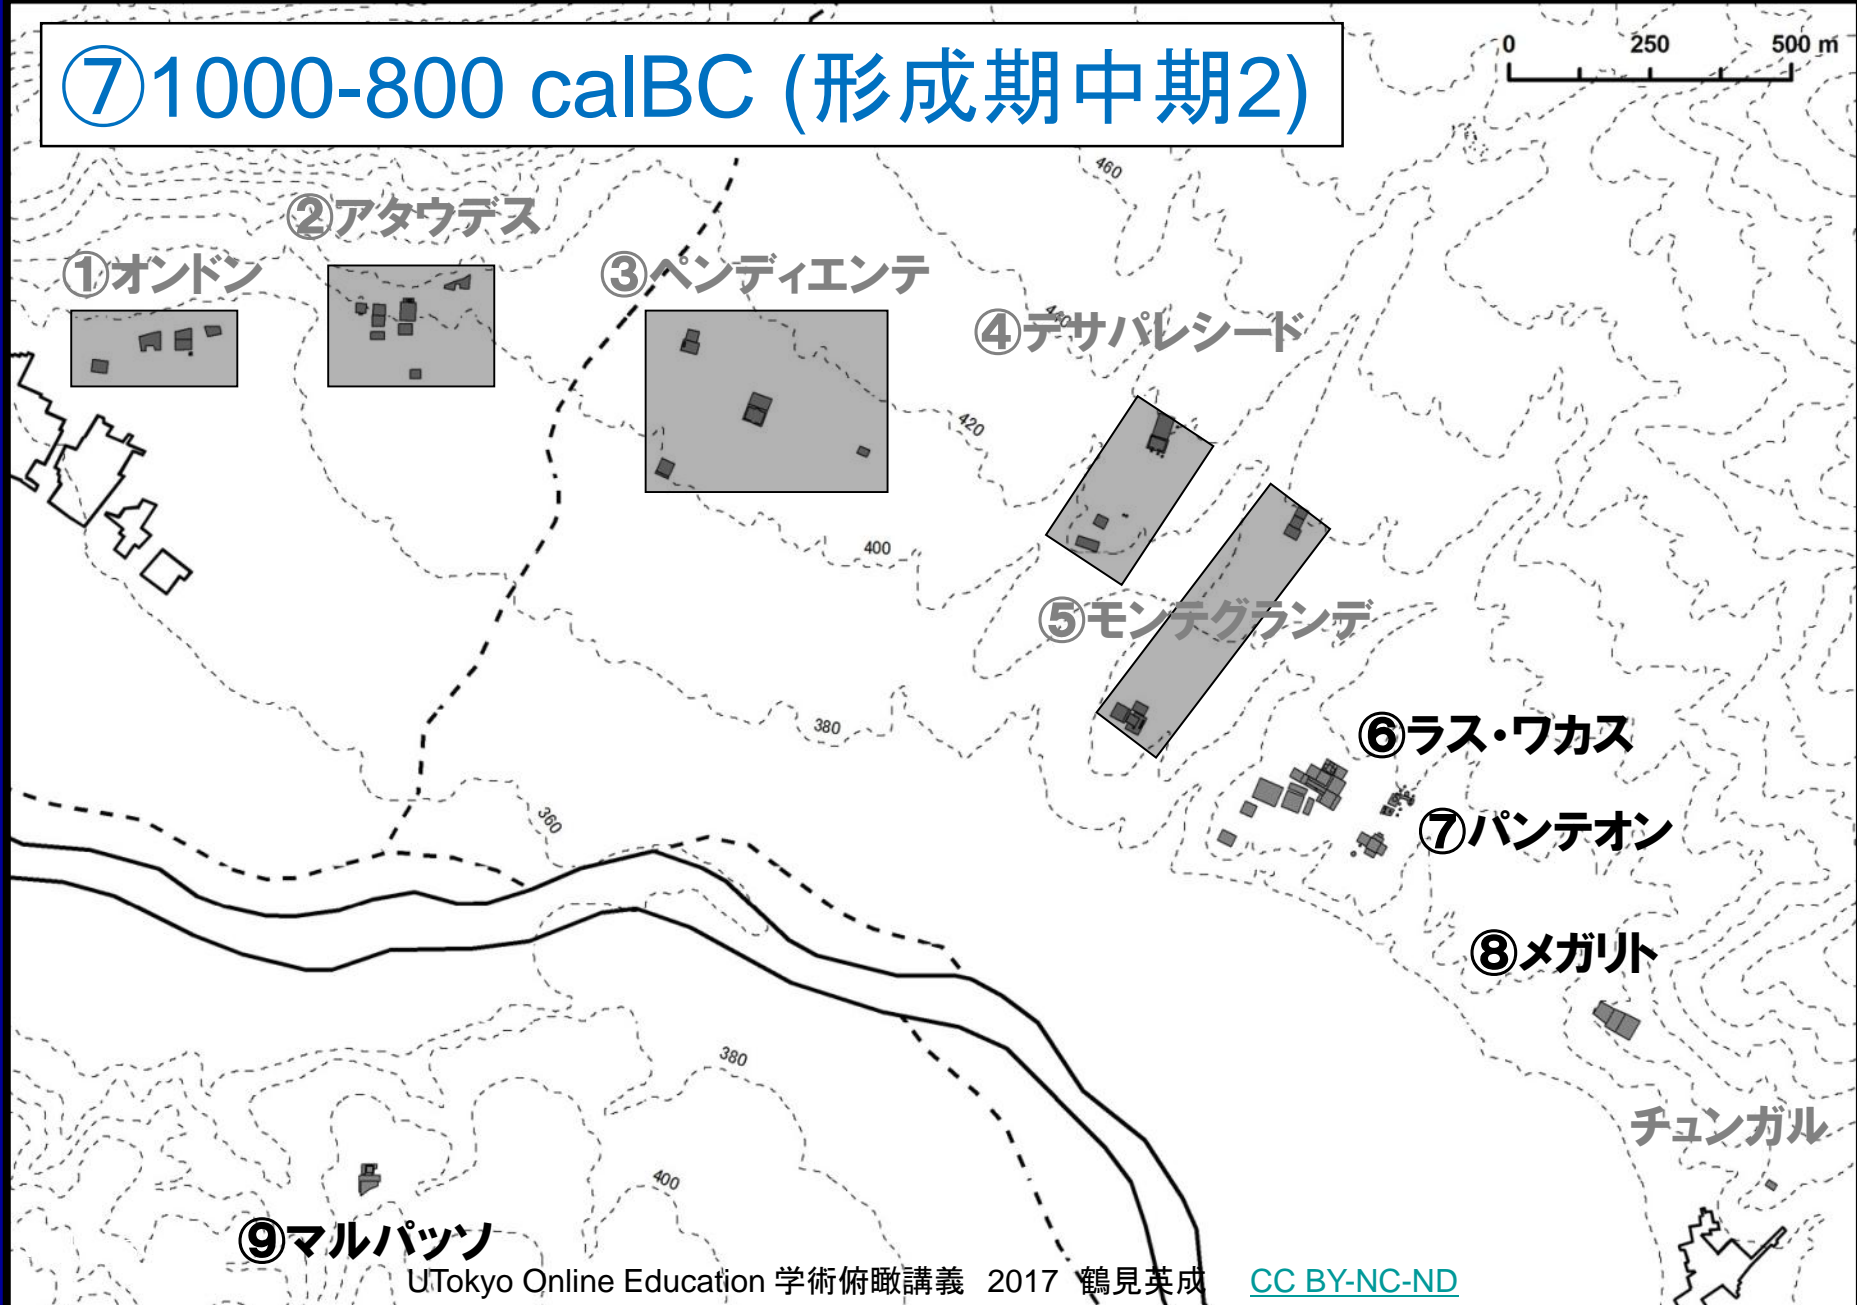 ⑦1000-800 calBC (形成期中期2)
0 250 500 m
460
②アタウデス
①オンドン
③ペンディエンテ
440
④デサパレシード
420
400
⑤モンテグランデ
380
⑥ラス・ワカス
360
⑦パンテオン
⑧メガリト
380
チュンガル
400
⑨マルパッソ
UTokyo Online Education 学術俯瞰講義 2017 鶴見英成 CC BY-NC-ND